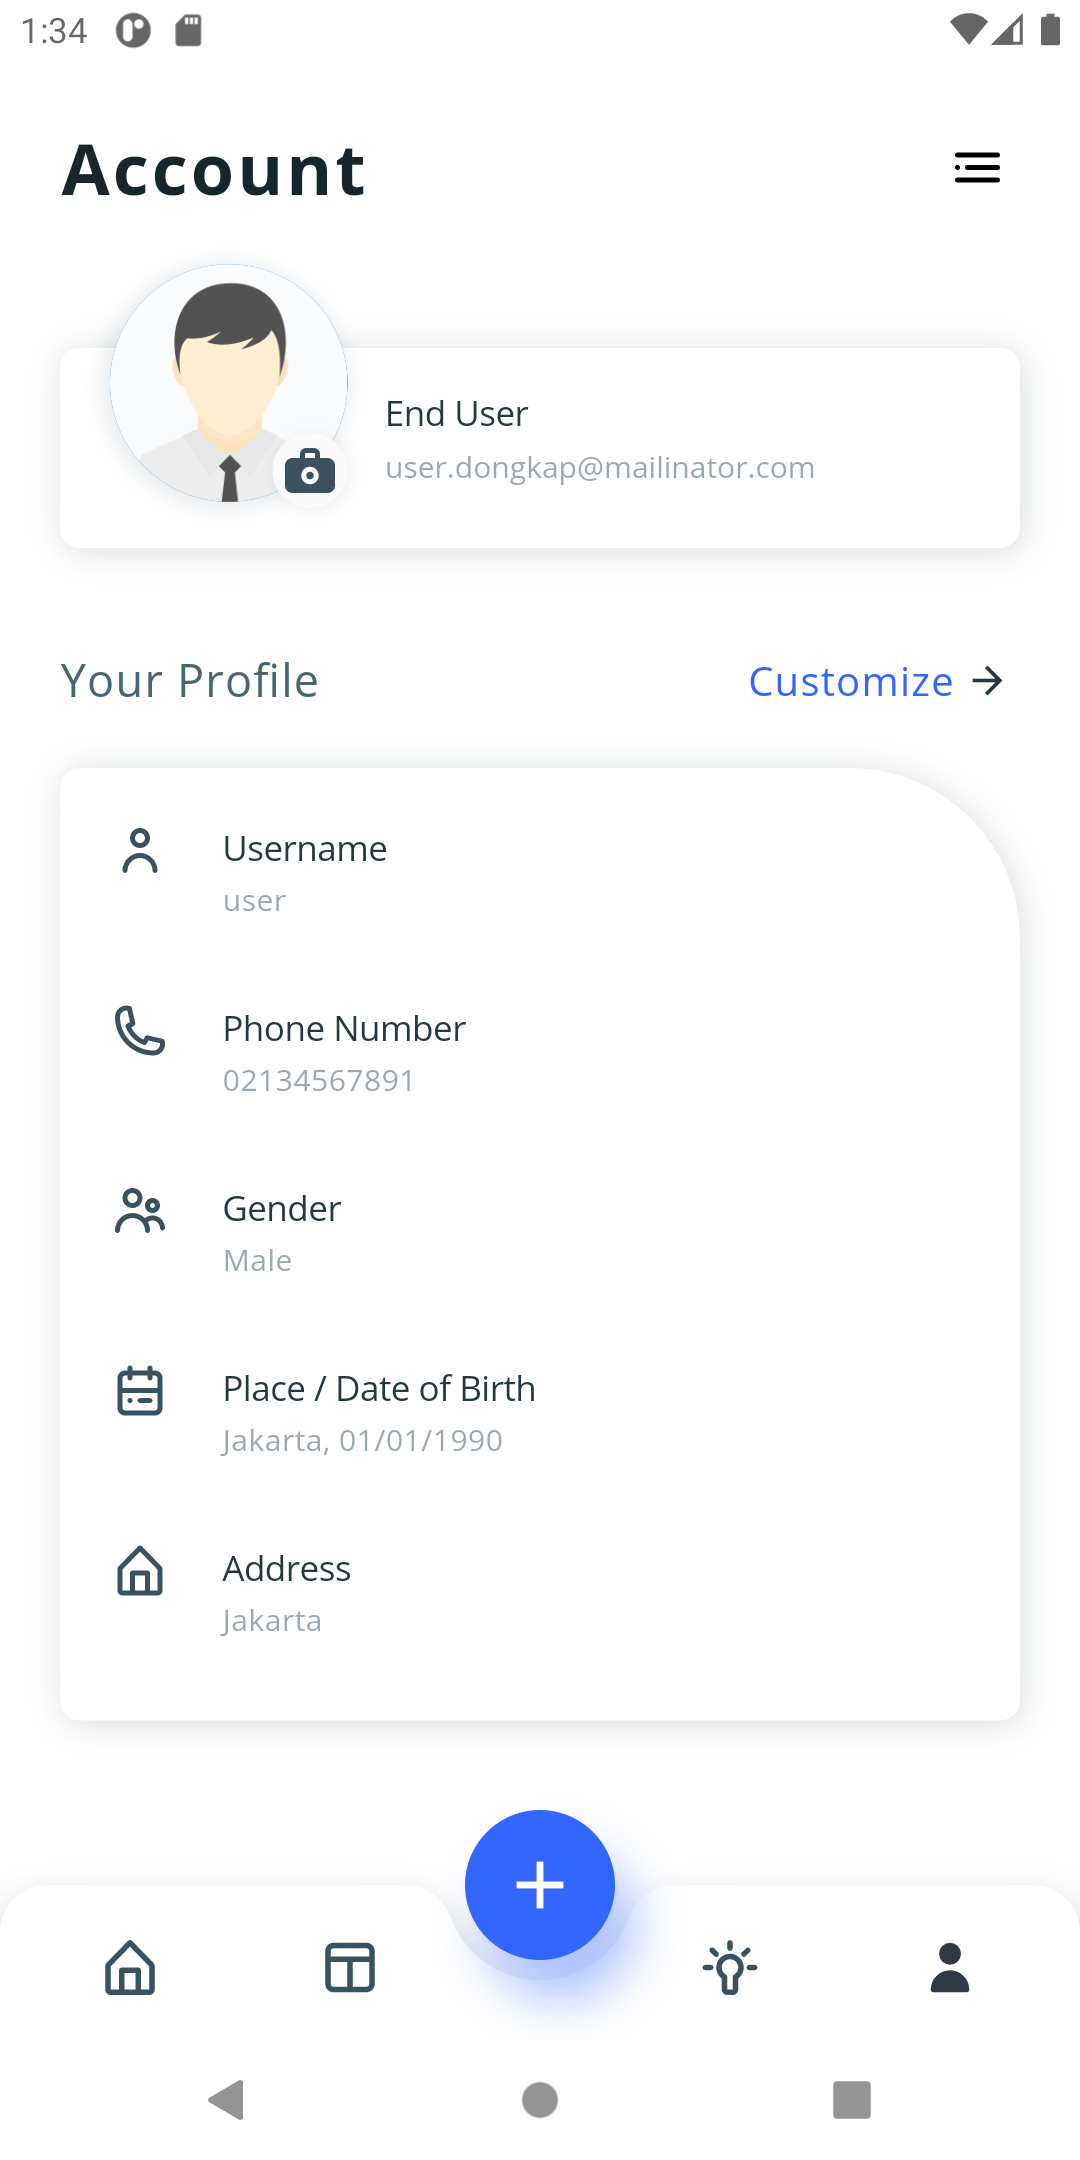 1:34
Account
End User
user.dongkap@mailinator.com
Your Profile
Customize
Username
user
Phone Number
02134567891
Gender
Male
Place / Date of Birth
Jakarta, 01/01/1990
Address
Jakarta